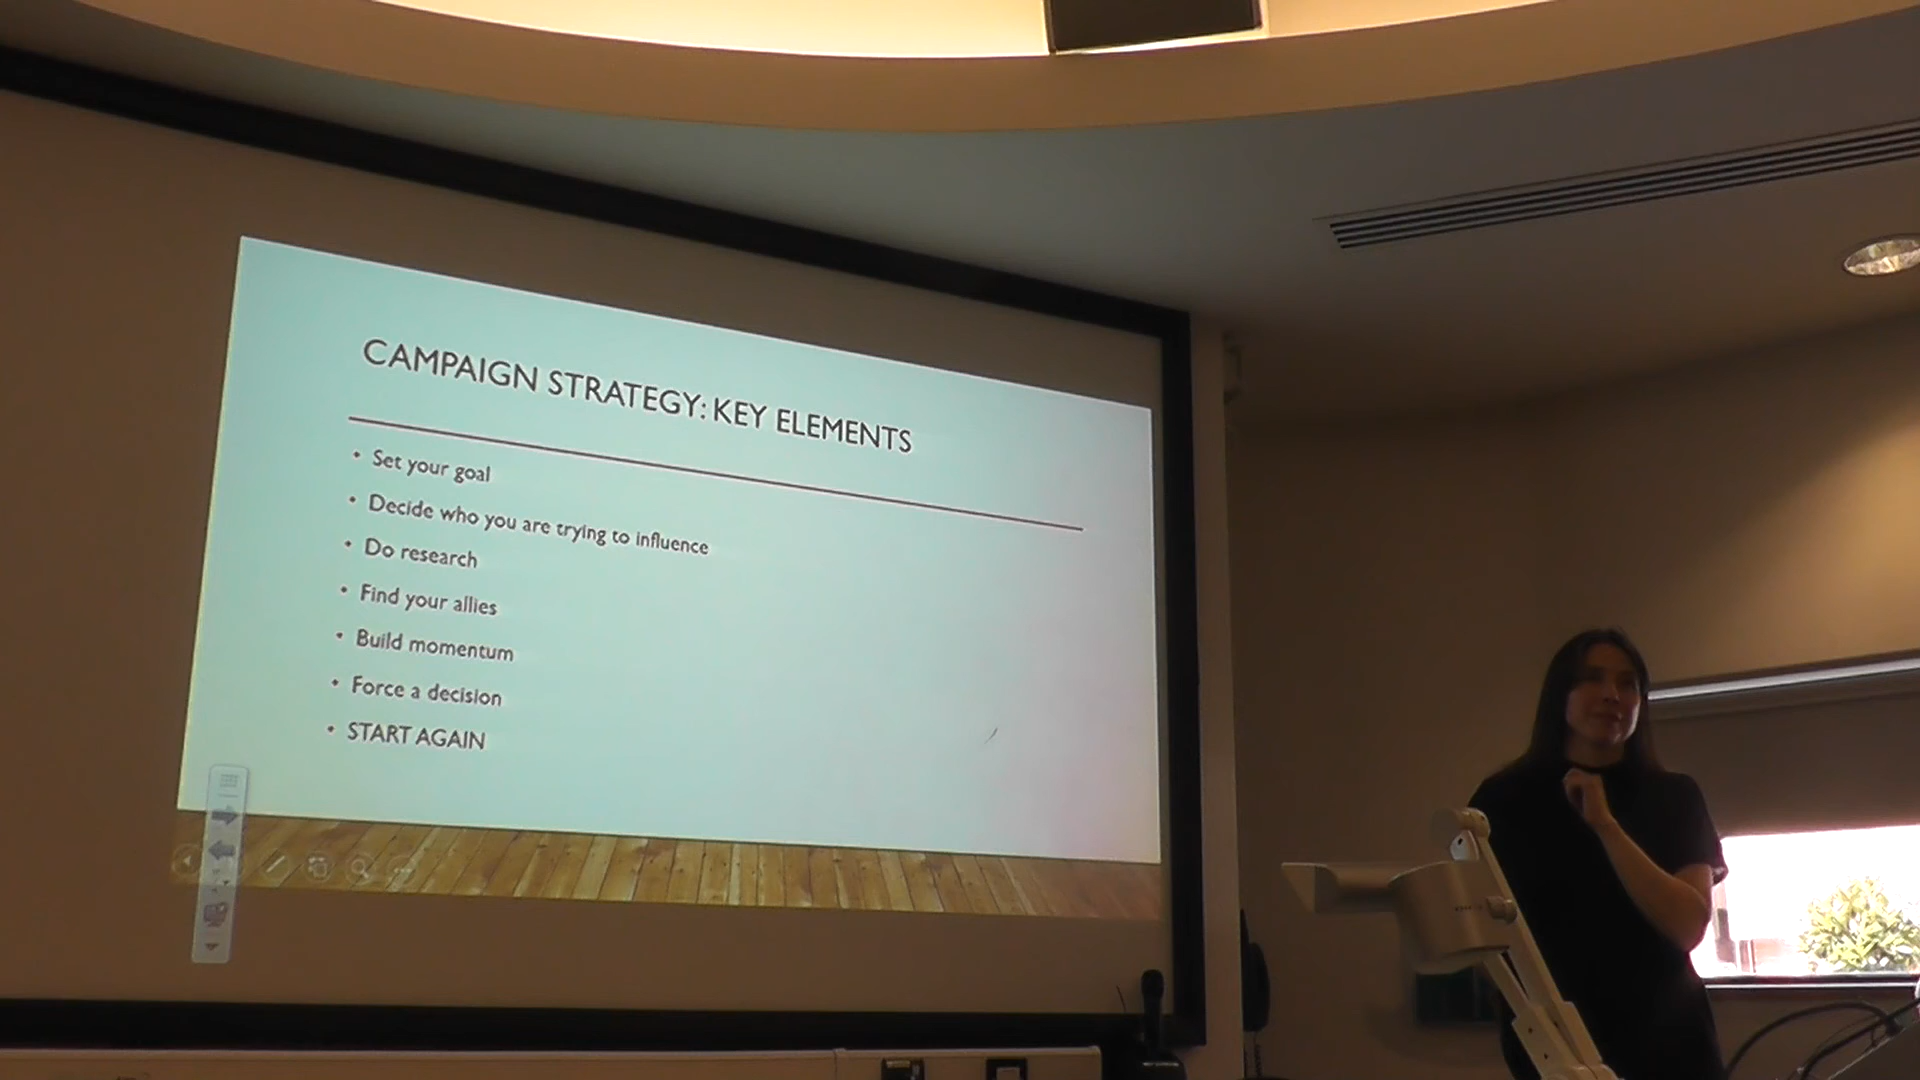 CAMPAIGN STRATEGY: KEY ELEMENTS
• Set your goal
• Decide who you are trying to influence
• Do research
• Find your allies
• Build momentum
• Force a decision
• START AGAIN